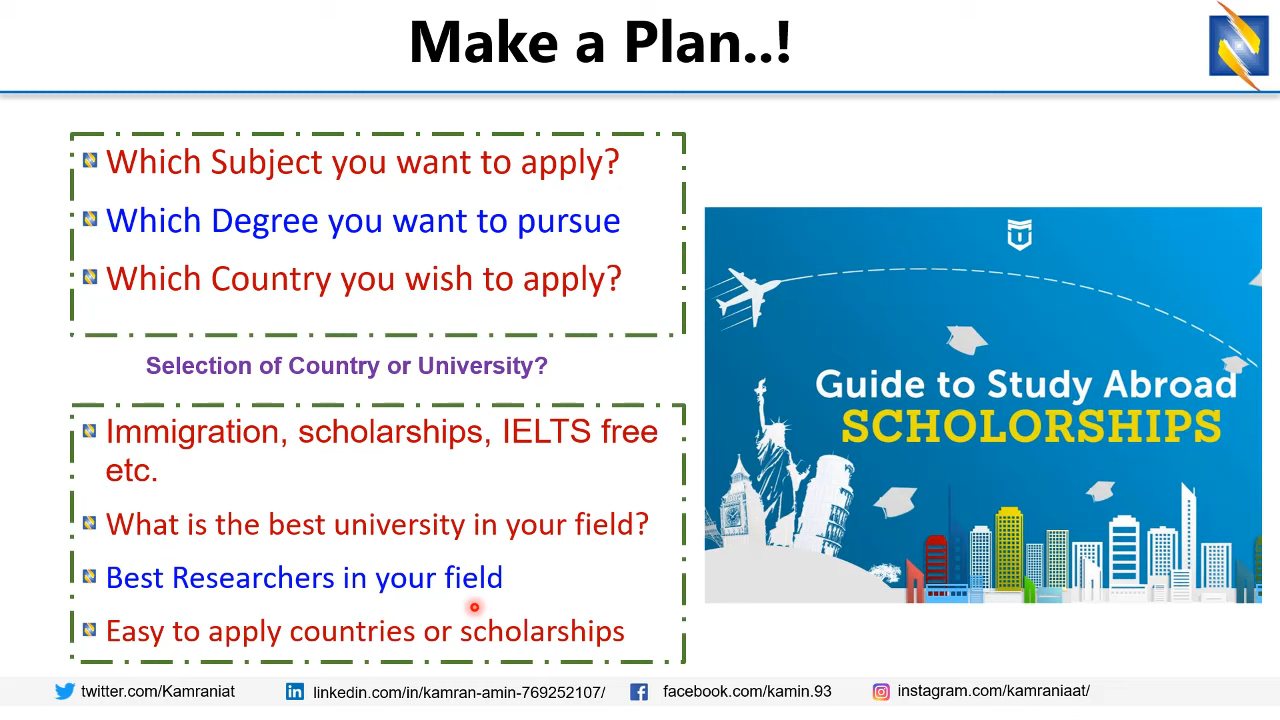 Make a Plan..!
Which Subject you want to apply?
Which Degree you want to pursue
Which Country you wish to apply?
Selection of Country or University?
Immigration, scholarships, IELTS free
etc.
What is the best university in your field?
Best Researchers in your field
Easy to apply countries or scholarships
Guide to Study Abroad
SCHOLORSHIPS
twitter.com/Kamraniat
linkedin.com/in/kamran-amin-769252107/
facebook.com/kamin.93
instagram.com/kamraniaat/